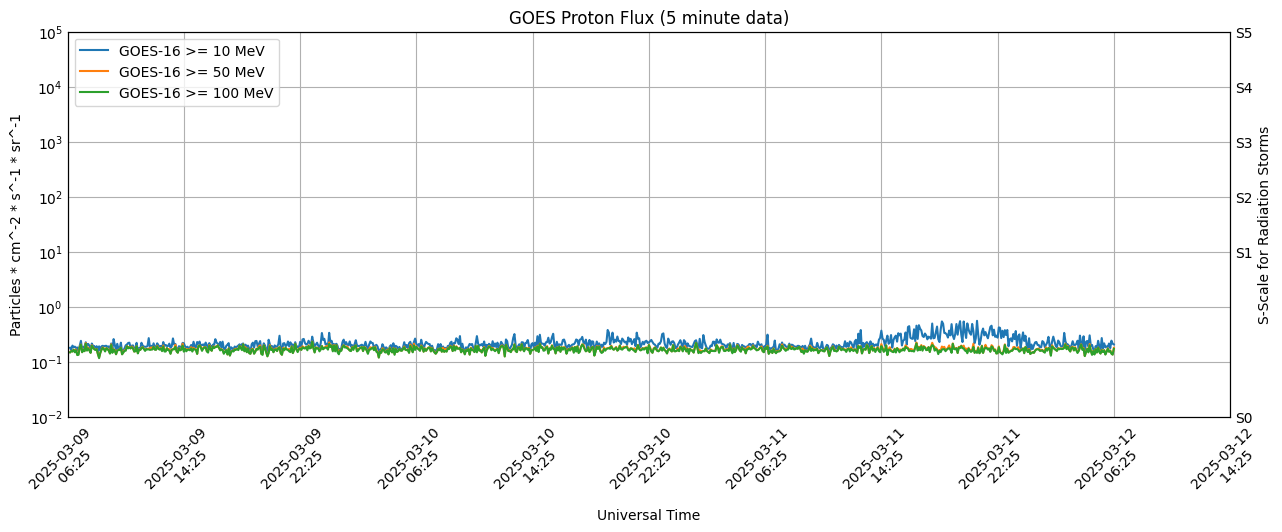 GOES Proton Flux (5 minute data)
GOES-16 >= 10 MeV
GOES-16 >= 50 MeV
GOES-16 >= 100 MeV
Particles * cm^-2 * s^-1 * sr^-1
10^5
10^4
10^3
10^2
10^1
10^0
10^-1
10^-2
S5
S4
S3
S2
S1
S0
S-Scale for Radiation Storms
2025-03-09
06:25
2025-03-09
14:25
2025-03-09
22:25
2025-03-10
06:25
2025-03-10
14:25
2025-03-10
22:25
2025-03-11
06:25
2025-03-11
14:25
2025-03-11
22:25
2025-03-12
06:25
2025-03-12
14:25
Universal Time